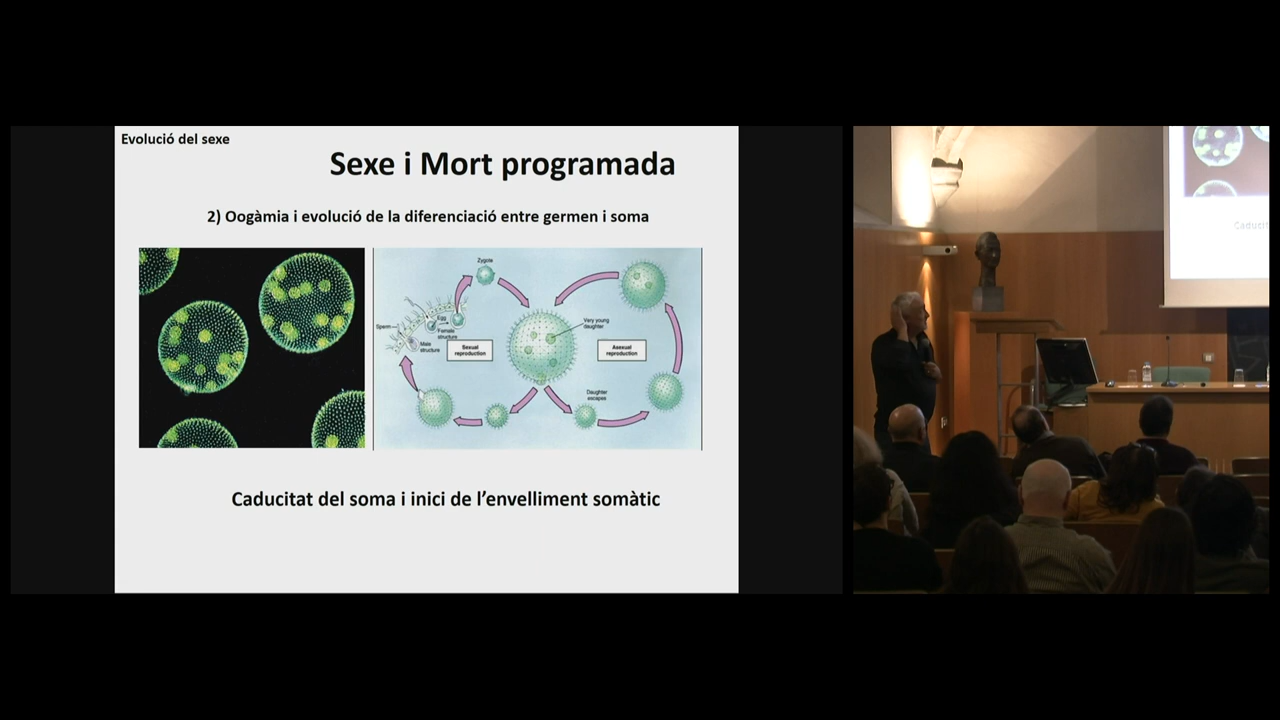 Evolució del sexe
Sexe i Mort programada
2) Oogàmia i evolució de la diferenciació entre germen i soma
Zygote
Sperm
Egg
Female
structure
Male
structure
Sexual
reproduction
Very young
daughter
Asexual
reproduction
Daughter
escapes
Caducitat del soma i inici de l’envelliment somàtic